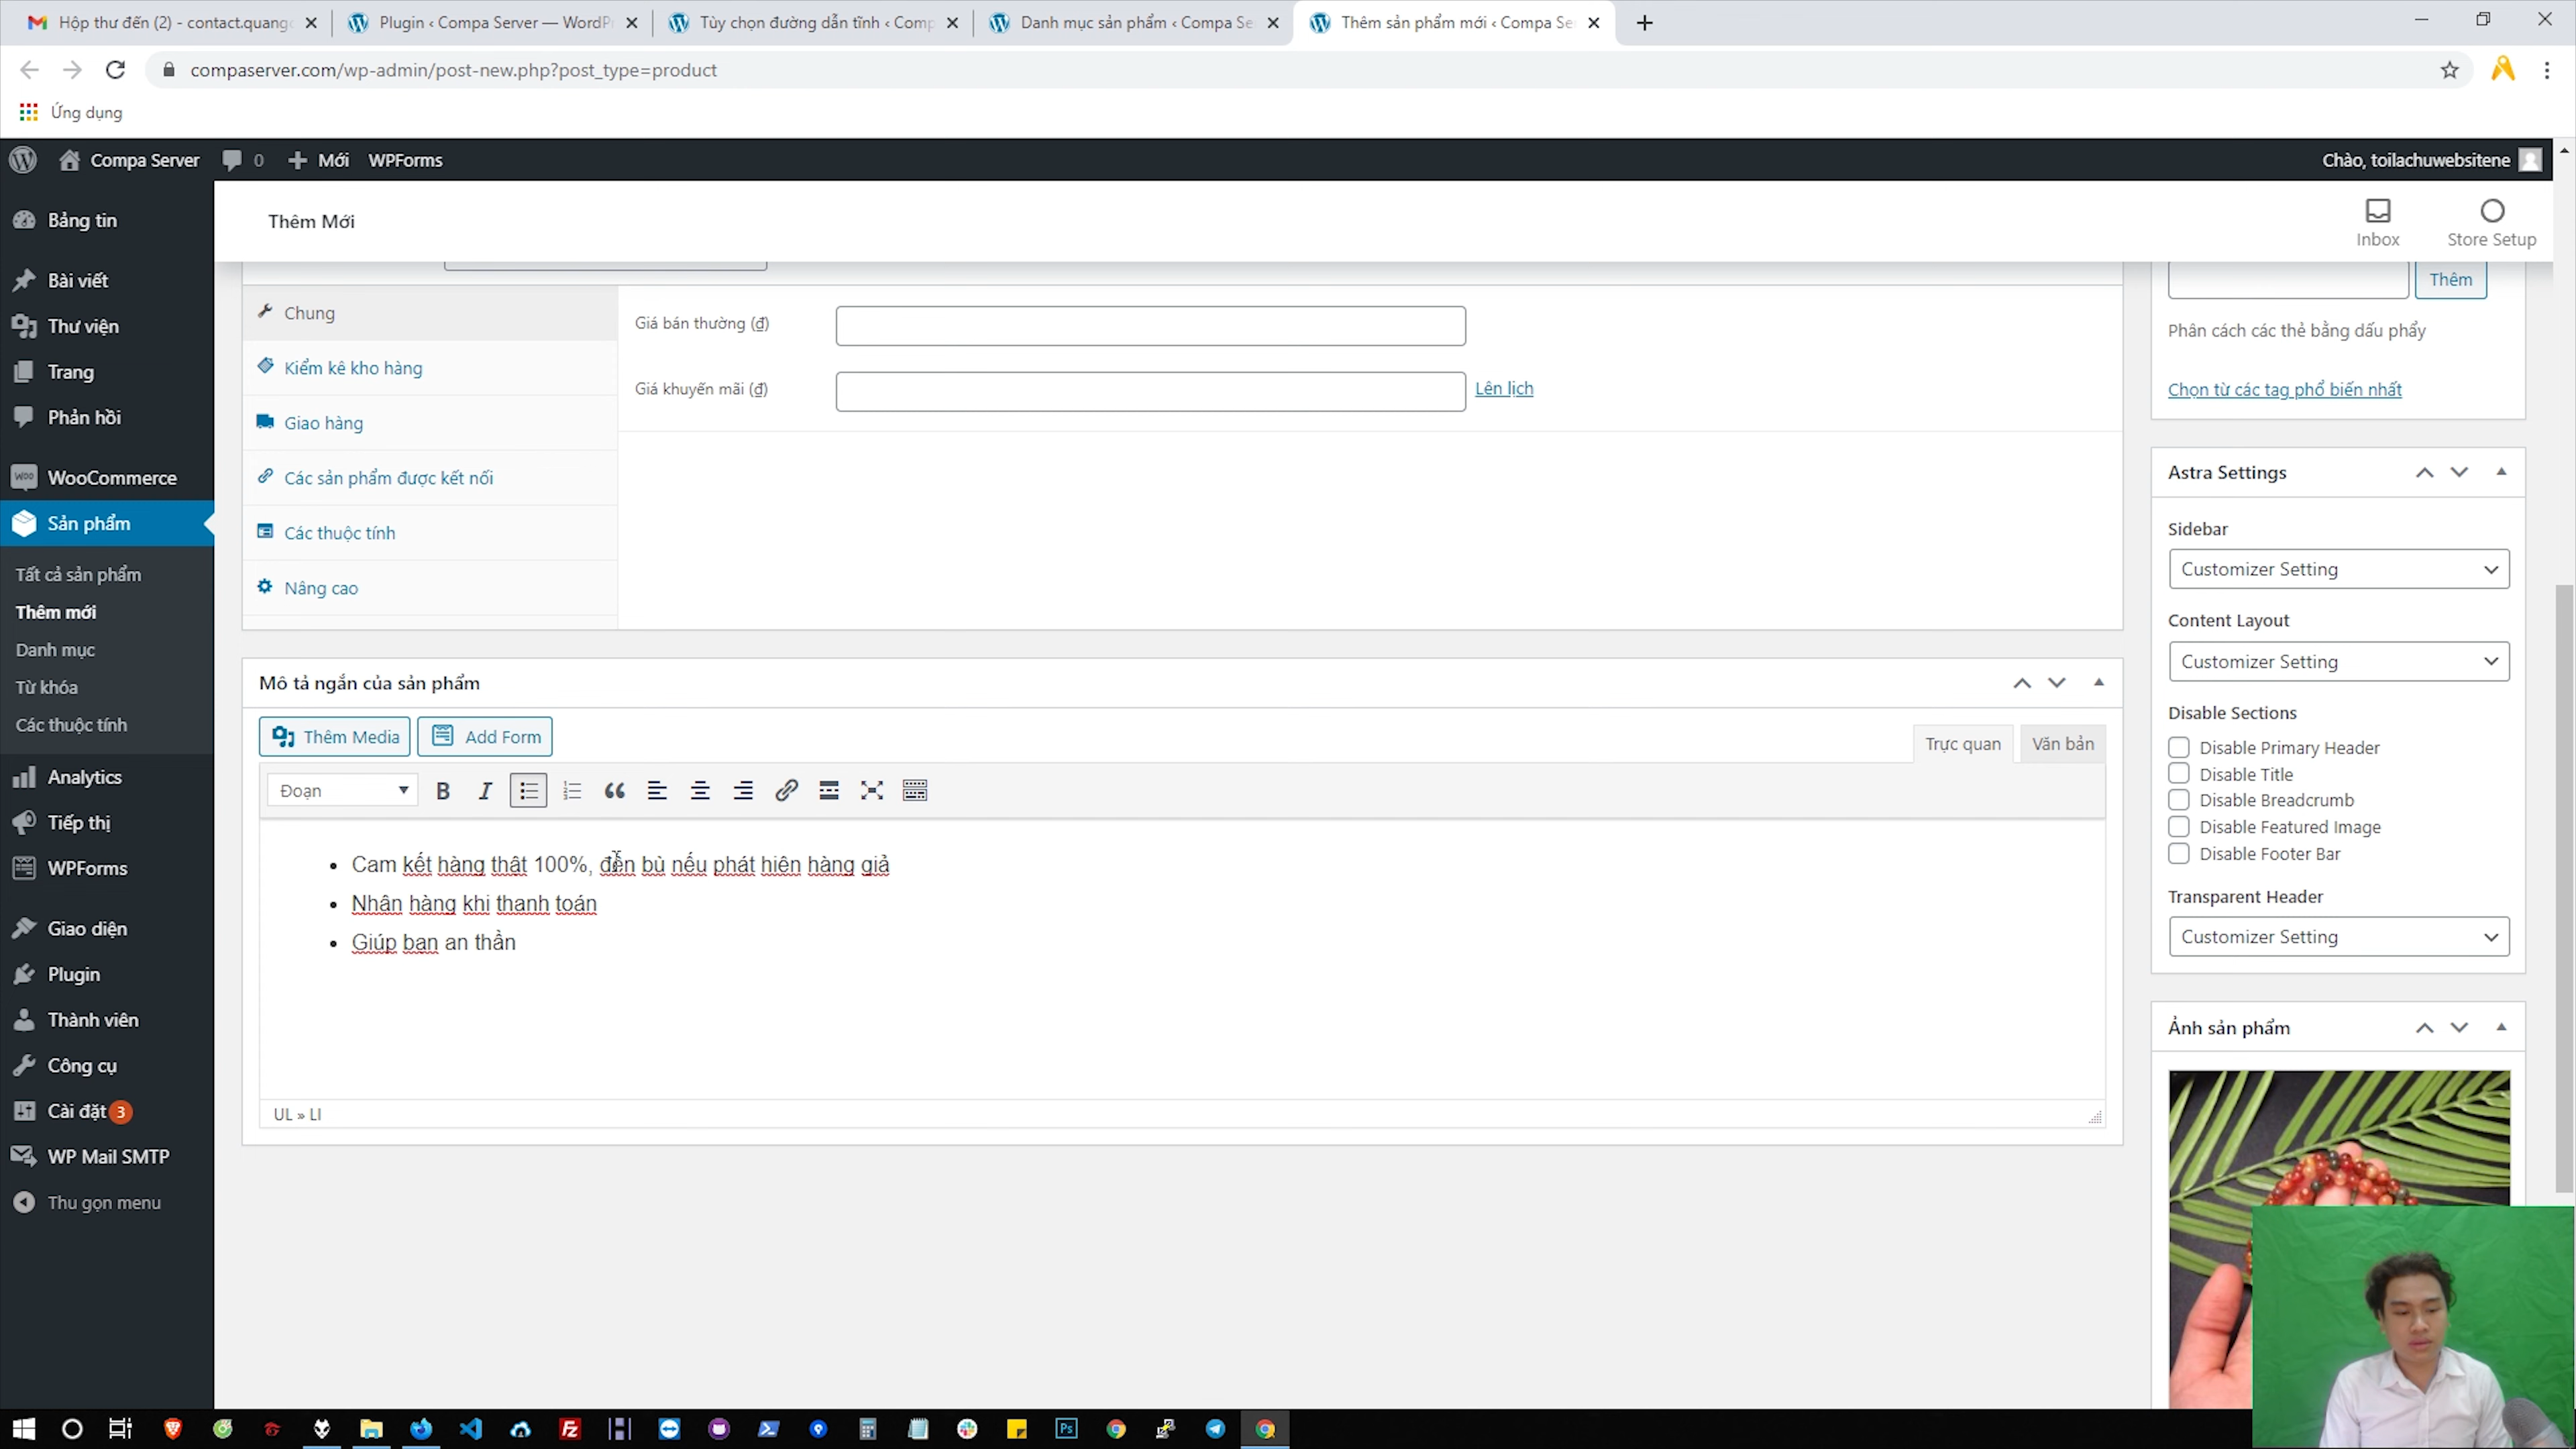 Hộp thư đến (2) - contact.quang
Plugin ‹ Compa Server — WordPr
Tùy chọn đường dẫn tĩnh ‹ Comp
Danh mục sản phẩm ‹ Compa Se
Thêm sản phẩm mới ‹ Compa Se
compaserver.com/wp-admin/post-new.php?post_type=product
Ứng dụng
Compa Server
0
Mới
WPForms
Chào, toilachuwebsitene
Bảng tin
Bài viết
Thư viện
Trang
Phản hồi
WooCommerce
Sản phẩm
Tất cả sản phẩm
Thêm mới
Danh mục
Từ khóa
Các thuộc tính
Analytics
Tiếp thị
WPForms
Giao diện
Plugin
Thành viên
Công cụ
Cài đặt 3
WP Mail SMTP
Thu gọn menu
Thêm Mới
Inbox
Store Setup
Chung
Kiểm kê kho hàng
Giao hàng
Các sản phẩm được kết nối
Các thuộc tính
Nâng cao
Giá bán thường (₫)
Giá khuyến mãi (₫)
Lên lịch
Mô tả ngắn của sản phẩm
Thêm Media
Add Form
Trực quan
Văn bản
Đoạn
Cam kết hàng thật 100%, đền bù nếu phát hiện hàng giả
Nhận hàng khi thanh toán
Giúp bạn an thần
UL » LI
Thêm
Phân cách các thẻ bằng dấu phẩy
Chọn từ các tag phổ biến nhất
Astra Settings
Sidebar
Customizer Setting
Content Layout
Customizer Setting
Disable Sections
Disable Primary Header
Disable Title
Disable Breadcrumb
Disable Featured Image
Disable Footer Bar
Transparent Header
Customizer Setting
Ảnh sản phẩm